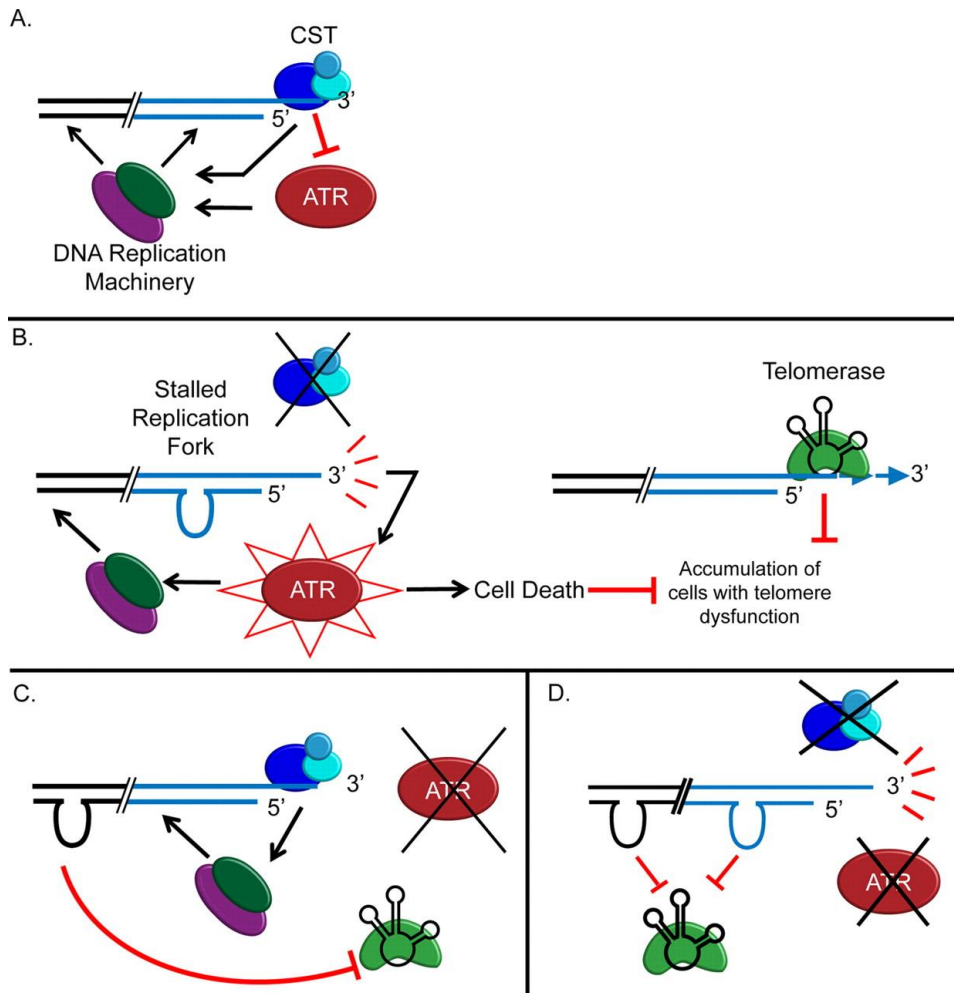 A.
CST
3’
5’
ATR
DNA Replication
Machinery
B.
Stalled
Replication
Fork
3’
5’
ATR
Cell Death
Telomerase
3’
5’
Accumulation of
cells with telomere
dysfunction
C.
3’
5’
ATR
D.
3’
5’
ATR